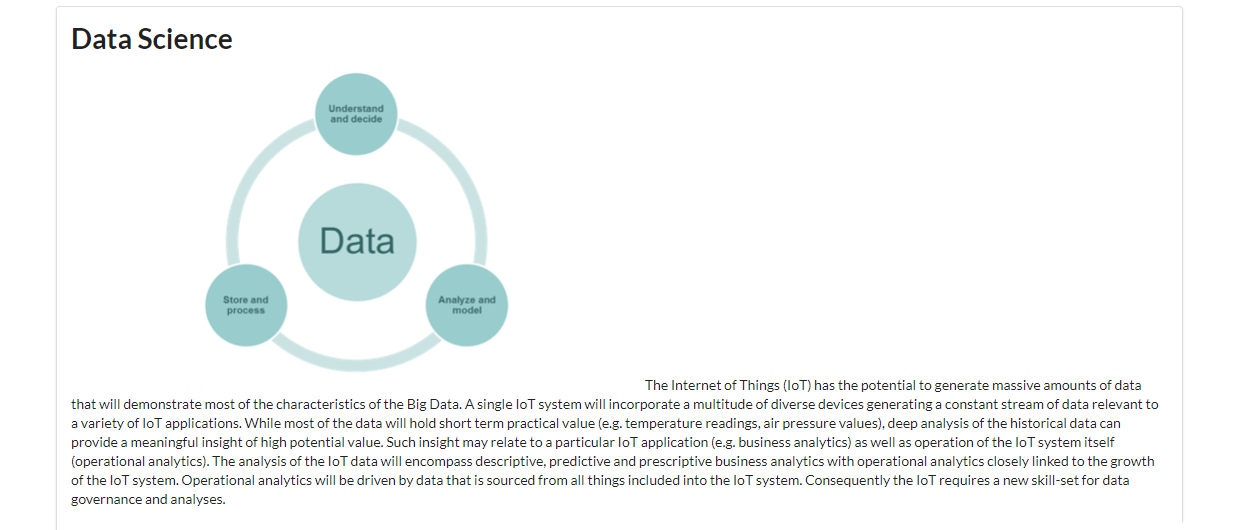 Data Science
Understand
and decide
Data
Store and
process
Analyze and
model
The Internet of Things (IoT) has the potential to generate massive amounts of data
that will demonstrate most of the characteristics of the Big Data. A single IoT system will incorporate a multitude of diverse devices generating a constant stream of data relevant to
a variety of IoT applications. While most of the data will hold short term practical value (e.g. temperature readings, air pressure values), deep analysis of the historical data can
provide a meaningful insight of high potential value. Such insight may relate to a particular IoT application (e.g. business analytics) as well as operation of the IoT system itself
(operational analytics). The analysis of the IoT data will encompass descriptive, predictive and prescriptive business analytics with operational analytics closely linked to the growth
of the IoT system. Operational analytics will be driven by data that is sourced from all things included into the IoT system. Consequently the IoT requires a new skill-set for data
governance and analyses.